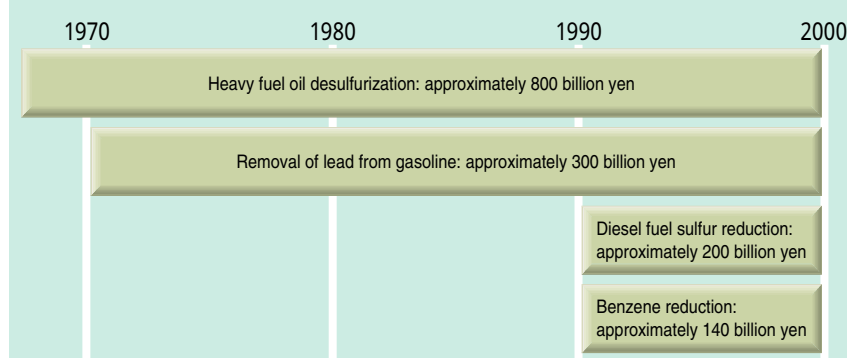 1970 1980 1990 2000
Heavy fuel oil desulfurization: approximately 800 billion yen
Removal of lead from gasoline: approximately 300 billion yen
Diesel fuel sulfur reduction:
approximately 200 billion yen
Benzene reduction:
approximately 140 billion yen